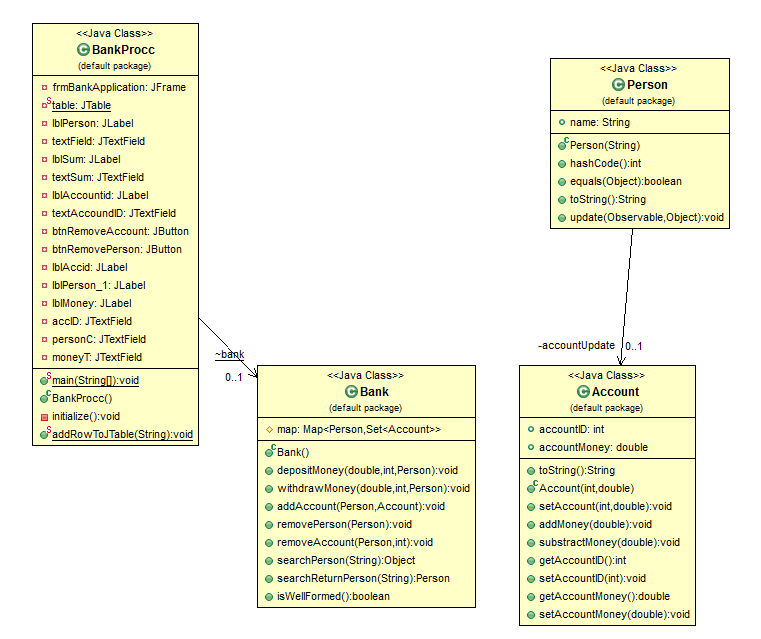 <<Java Class>>
BankProcc
(default package)
frmBankApplication: JFrame
table: JTable
lblPerson: JLabel
textField: JTextField
lblSum: JLabel
textSum: JTextField
lblAccountid: JLabel
textAccoundID: JTextField
btnRemoveAccount: JButton
btnRemovePerson: JButton
lblAccid: JLabel
lblPerson_1: JLabel
lblMoney: JLabel
accID: JTextField
personC: JTextField
moneyT: JTextField
main(String[]):void
BankProcc()
initialize():void
addRowToJTable(String):void
<<Java Class>>
Person
(default package)
name: String
Person(String)
hashCode():int
equals(Object):boolean
toString():String
update(Observable,Object):void
~bank
0..1
-accountUpdate
0..1
<<Java Class>>
Bank
(default package)
map: Map<Person,Set<Account>>
Bank()
depositMoney(double,int,Person):void
withdrawMoney(double,int,Person):void
addAccount(Person,Account):void
removePerson(Person):void
removeAccount(Person,int):void
searchPerson(String):Object
searchReturnPerson(String):Person
isWellFormed():boolean
<<Java Class>>
Account
(default package)
accountID: int
accountMoney: double
toString():String
Account(int,double)
setAccount(int,double):void
addMoney(double):void
substractMoney(double):void
getAccountID():int
setAccountID(int):void
getAccountMoney():double
setAccountMoney(double):void